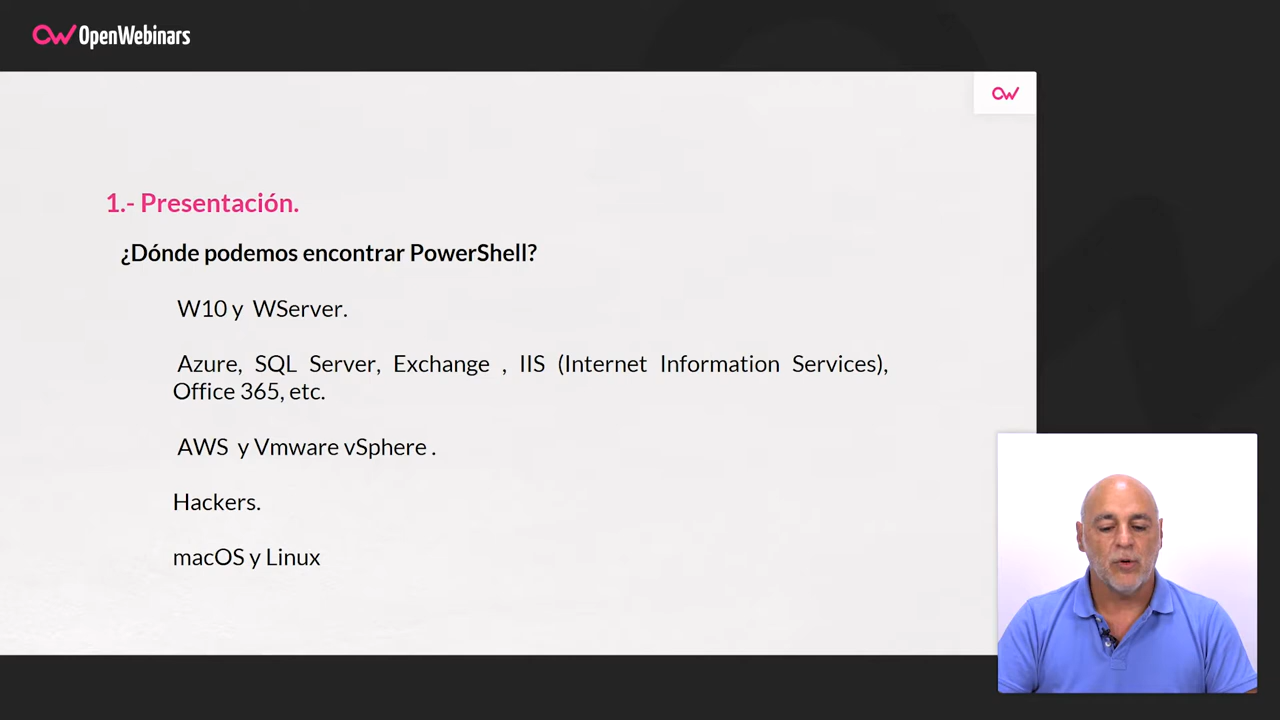 OpenWebinars
1.- Presentación.
¿Dónde podemos encontrar PowerShell?
W10 y WServer.
Azure, SQL Server, Exchange , IIS (Internet Information Services),
Office 365, etc.
AWS y Vmware vSphere .
Hackers.
macOS y Linux